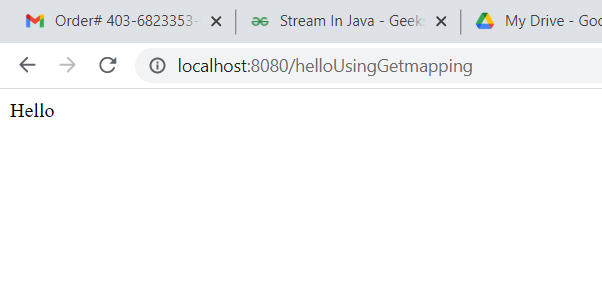 Order# 403-6823353- Stream In Java - Geek My Drive - Goo
localhost:8080/helloUsingGetmapping
Hello